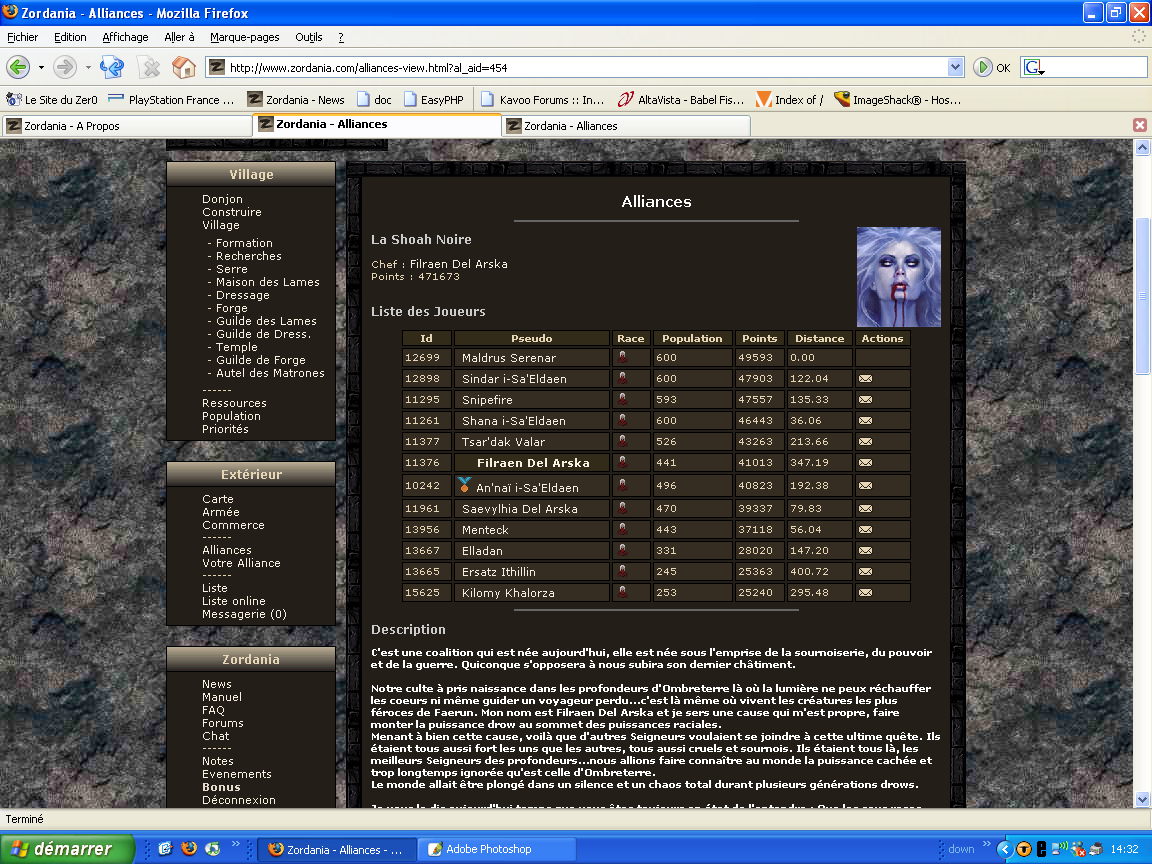 Zordania - Alliances - Mozilla Firefox
Fichier Edition Affichage Aller à Marque-pages Outils ?
http://www.zordania.com/alliances-view.html?al_aid=454 OK G
Le Site du Zer0 PlayStation France ... Zordania - News doc EasyPHP Kavoo Forums :: In... AltaVista - Babel Fis... Index of / ImageShack® - Hos...
Zordania - A Propos Zordania - Alliances Zordania - Alliances
Village
Donjon
Construire
Village
- Formation
- Recherches
- Serre
- Maison des Lames
- Dressage
- Forge
- Guilde des Lames
- Guilde de Dress.
- Temple
- Guilde de Forge
- Autel des Matrones
------
Ressources
Population
Priorités
Extérieur
Carte
Armée
Commerce
------
Alliances
Votre Alliance
------
Liste
Liste online
Messagerie (0)
Zordania
News
Manuel
FAQ
Forums
Chat
------
Notes
Evenements
Bonus
Déconnexion
Alliances
La Shoah Noire
Chef : Filraen Del Arska
Points : 471673
Liste des Joueurs
Id Pseudo Race Population Points Distance Actions
12699 Maldrus Serenar 600 49593 0.00
12898 Sindar i-Sa'Eldaen 600 47903 122.04
11295 Snipefire 593 47557 135.33
11261 Shana i-Sa'Eldaen 600 46443 36.06
11377 Tsar'dak Valar 526 43263 213.66
11376 Filraen Del Arska 441 41013 347.19
10242 An'naï i-Sa'Eldaen 496 40823 192.38
11961 Saevylhia Del Arska 470 39337 79.83
13956 Menteck 443 37118 56.04
13667 Elladan 331 28020 147.20
13665 Ersatz Ithillin 245 25363 400.72
15625 Kilomy Khalorza 253 25240 295.48
Description
C'est une coalition qui est née aujourd'hui, elle est née sous l'emprise de la sournoiserie, du pouvoir
et de la guerre. Quiconque s'opposera à nous subira son dernier châtiment.
Notre culte à pris naissance dans les profondeurs d'Ombreterre là où la lumière ne peux réchauffer
les coeurs ni même guider un voyageur perdu...c'est là même où vivent les créatures les plus
féroces de Faerun. Mon nom est Filraen Del Arska et je sers une cause qui m'est propre, faire
monter la puissance drow au sommet des puissances raciales.
Menant à bien cette cause, voilà que d'autres Seigneurs voulaient se joindre à cette ultime quête. Ils
étaient tous aussi fort les uns que les autres, tous aussi cruels et sournois. Ils étaient tous là, les
meilleurs Seigneurs des profondeurs...nous allions faire connaître au monde la puissance cachée et
trop longtemps ignorée qu'est celle d'Ombreterre.
Le monde allait être plongé dans un silence et un chaos total durant plusieurs générations drows.
Terminé
démarrer Zordania - Alliances - ... Adobe Photoshop down 14:32